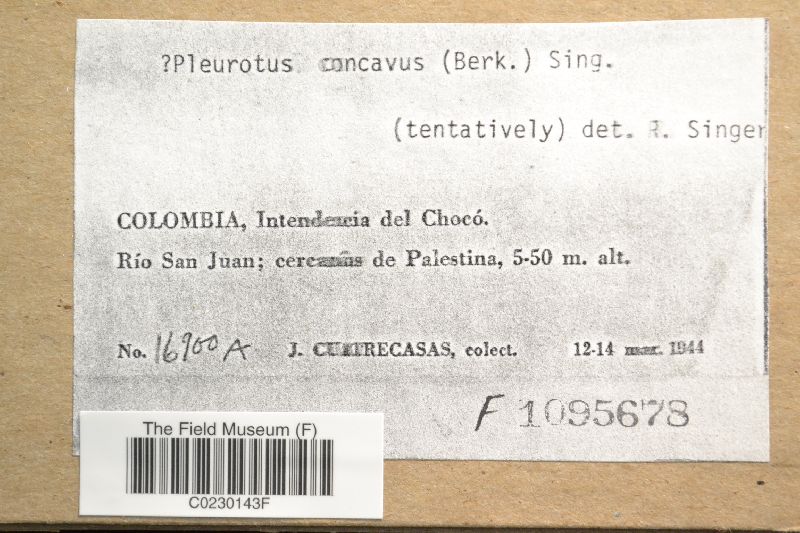 ?Pleurotus concavus (Berk.) Sing.
(tentatively) det. R. Singer
COLOMBIA, Intendencia del Chocó.
Río San Juan; cercanías de Palestina, 5-50 m. alt.
No. 16900A J. CUATRECASAS, colect. 12-14 mar. 1944
F 1095678
The Field Museum (F)
C0230143F